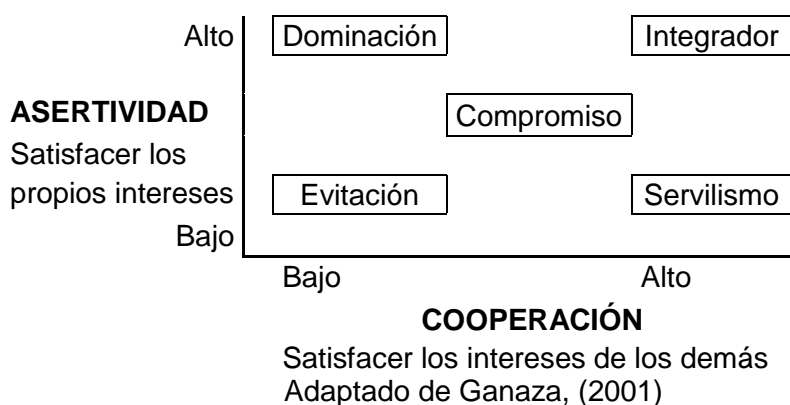 Alto Dominación Integrador
ASERTIVIDAD Compromiso
Satisfacer los
propios intereses Evitación Servilismo
Bajo
Bajo Alto
COOPERACIÓN
Satisfacer los intereses de los demás
Adaptado de Ganaza, (2001)